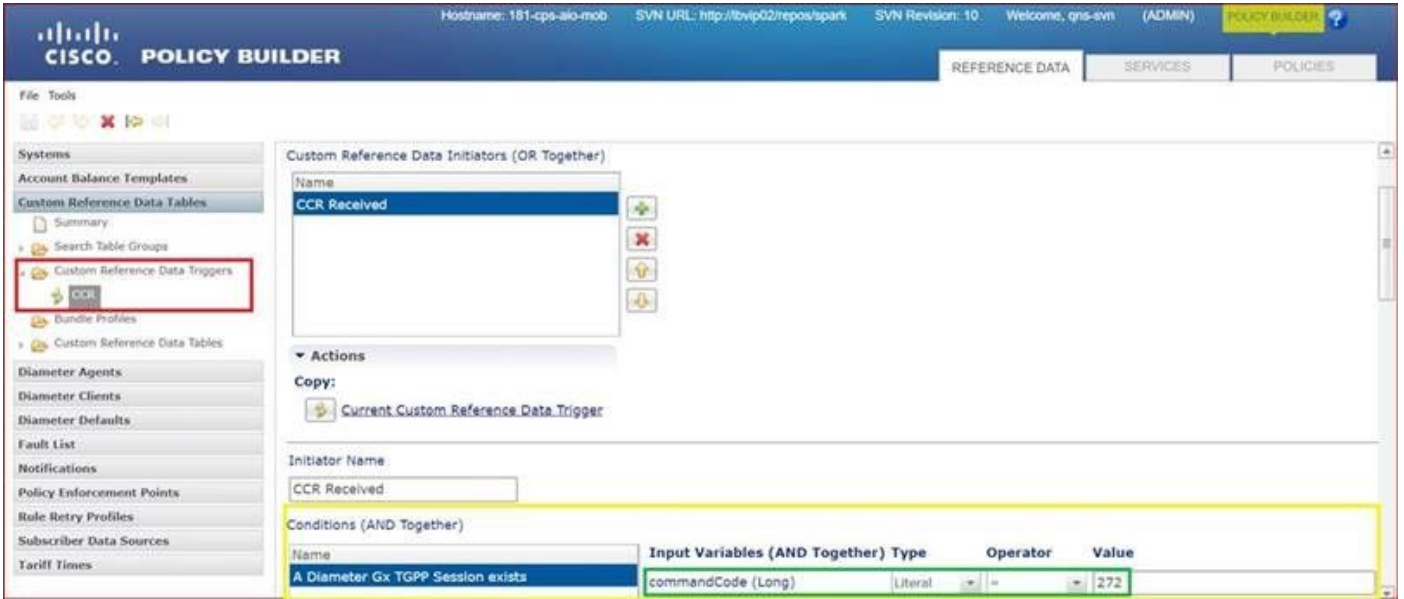 Hostname: 181-cps-aio-mob SVN URL: http://lbvip02/repos/spark SVN Revision: 10 Welcome, qns-svn (ADMIN) POLICY BUILDER ?
CISCO. POLICY BUILDER
REFERENCE DATA SERVICES POLICIES
File Tools
Systems
Account Balance Templates
Custom Reference Data Tables
Summary
Search Table Groups
Custom Reference Data Triggers
CCR
Bundle Profiles
Custom Reference Data Tables
Diameter Agents
Diameter Clients
Diameter Defaults
Fault List
Notifications
Policy Enforcement Points
Rule Retry Profiles
Subscriber Data Sources
Tariff Times
Custom Reference Data Initiators (OR Together)
Name
CCR Received
Actions
Copy:
Current Custom Reference Data Trigger
Initiator Name
CCR Received
Conditions (AND Together)
Name
A Diameter Gx TGPP Session exists
Input Variables (AND Together) Type Operator Value
commandCode (Long) Literal = 272